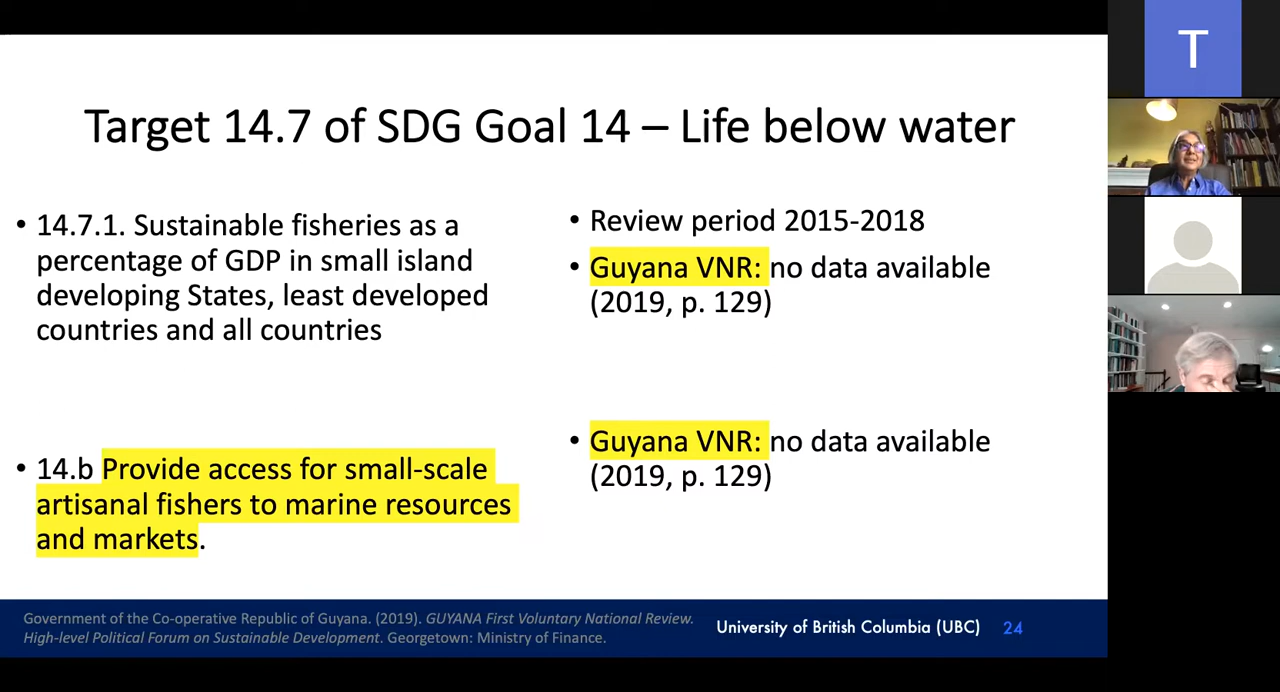 Target 14.7 of SDG Goal 14 – Life below water
• 14.7.1. Sustainable fisheries as a
percentage of GDP in small island
developing States, least developed
countries and all countries
• 14.b Provide access for small-scale
artisanal fishers to marine resources
and markets.
• Review period 2015-2018
• Guyana VNR: no data available
(2019, p. 129)
• Guyana VNR: no data available
(2019, p. 129)
Government of the Co-operative Republic of Guyana. (2019). GUYANA First Voluntary National Review.
High-level Political Forum on Sustainable Development. Georgetown: Ministry of Finance.
University of British Columbia (UBC)
24
T